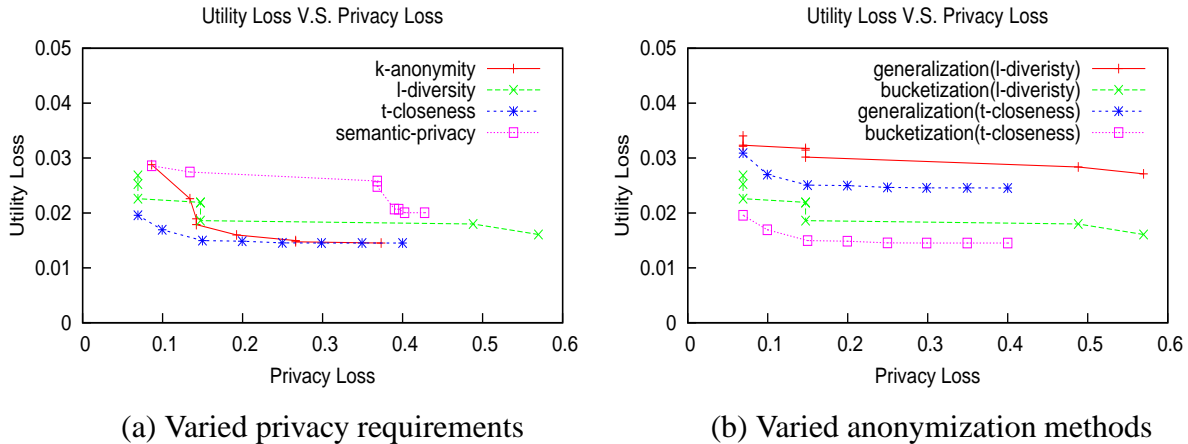 Utility Loss V.S. Privacy Loss
0.05
0.04
0.03
0.02
0.01
0
Utility Loss
k-anonymity
l-diversity
t-closeness
semantic-privacy
0 0.1 0.2 0.3 0.4 0.5 0.6
Privacy Loss
(a) Varied privacy requirements
Utility Loss V.S. Privacy Loss
0.05
0.04
0.03
0.02
0.01
0
Utility Loss
generalization(l-diveristy)
bucketization(l-diveristy)
generalization(t-closeness)
bucketization(t-closeness)
0 0.1 0.2 0.3 0.4 0.5 0.6
Privacy Loss
(b) Varied anonymization methods